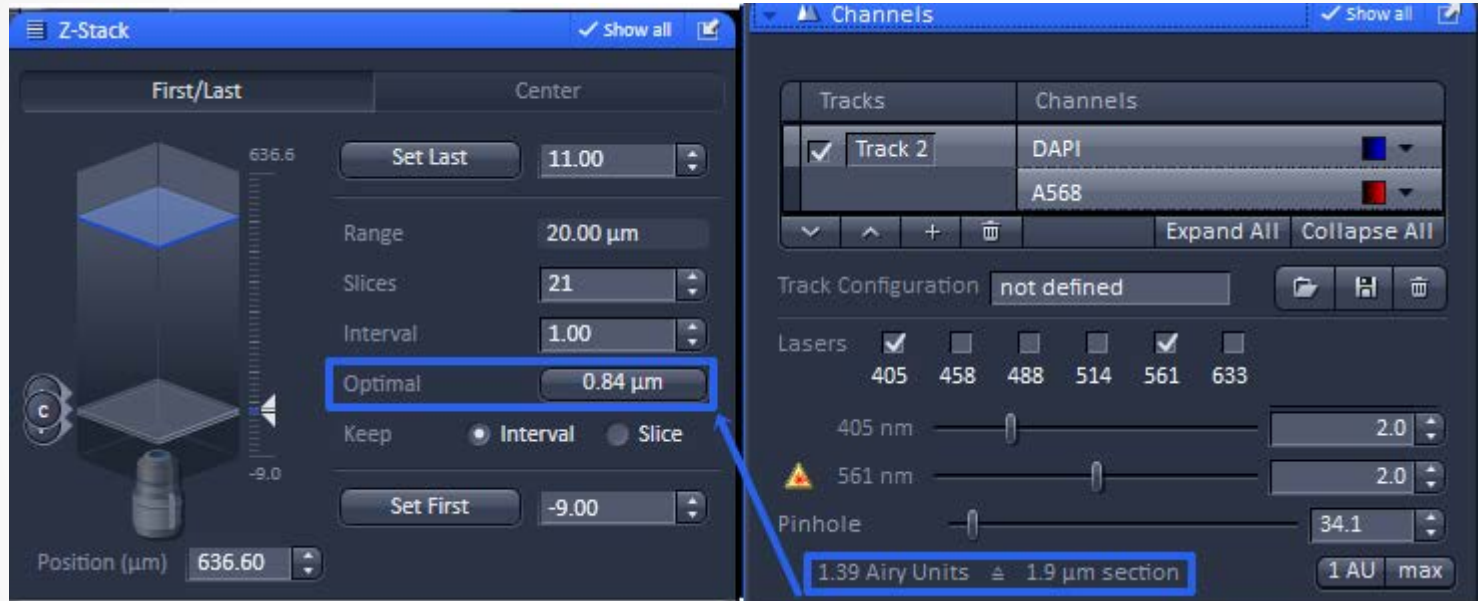 Z-Stack Show all
First/Last Center
636.6
Set Last 11.00
Range 20.00 μm
Slices 21
Interval 1.00
Optimal 0.84 μm
C
Keep Interval Slice
-9.0
Set First -9.00
Position (μm) 636.60
Channels Show all
Tracks Channels
Track 2 DAPI
A568
+ Expand All Collapse All
Track Configuration not defined
Lasers
405 458 488 514 561 633
405 nm 2.0
561 nm 2.0
Pinhole 34.1
1.39 Airy Units ≙ 1.9 μm section 1 AU max